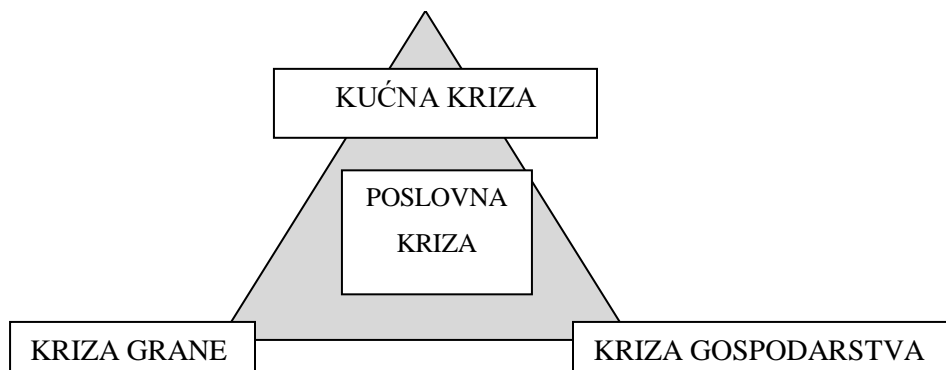 KUĆNA KRIZA
POSLOVNA
KRIZA
KRIZA GRANE
KRIZA GOSPODARSTVA